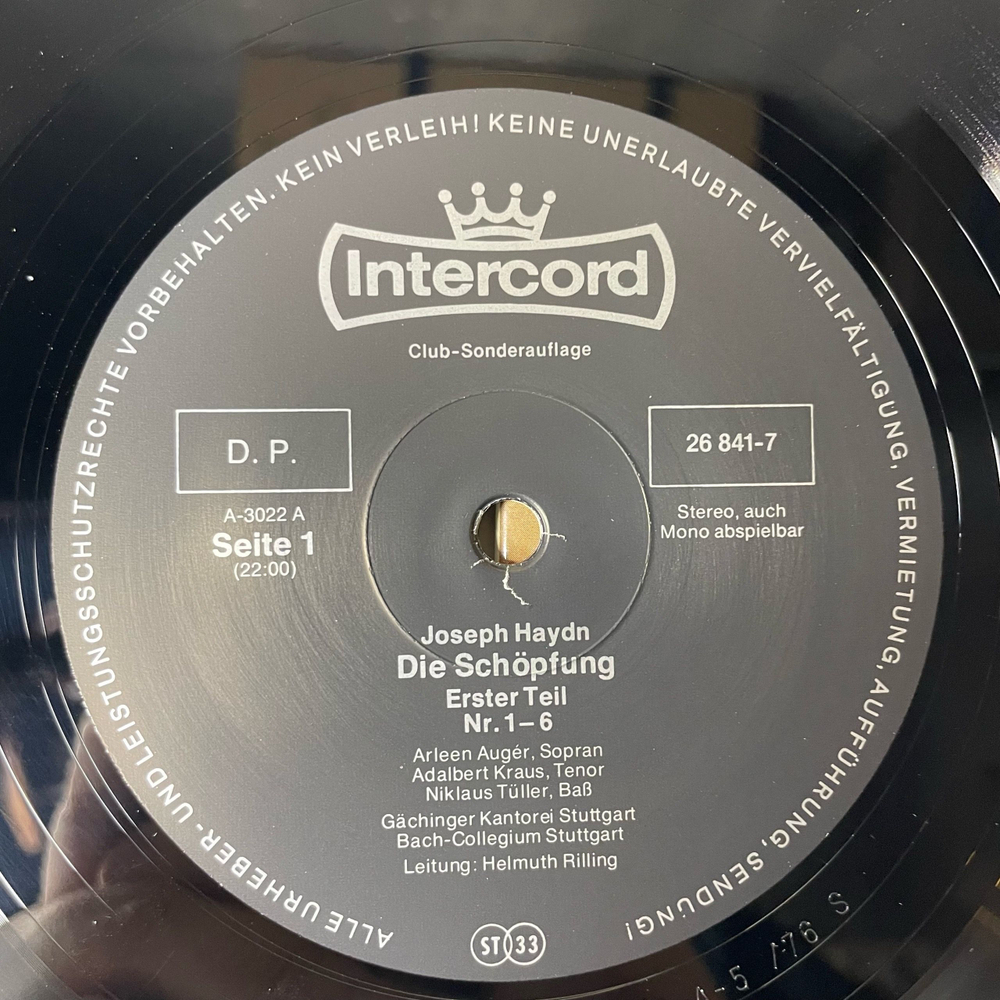 ALLE URHEBER- UND LEISTUNGSSCHUTZRECHTE VORBEHALTEN. KEIN VERLEIH! KEINE UNERLAUBTE VERVIELFÄLTIGUNG, VERMIETUNG, AUFFÜHRUNG, SENDUNG!
Intercord
Club-Sonderauflage
D. P.
26 841-7
A-3022 A
Seite 1
(22:00)
Stereo, auch
Mono abspielbar
Joseph Haydn
Die Schöpfung
Erster Teil
Nr. 1–6
Arleen Augér, Sopran
Adalbert Kraus, Tenor
Niklaus Tüller, Baß
Gächinger Kantorei Stuttgart
Bach-Collegium Stuttgart
Leitung: Helmuth Rilling
ST 33
-5 /76 S